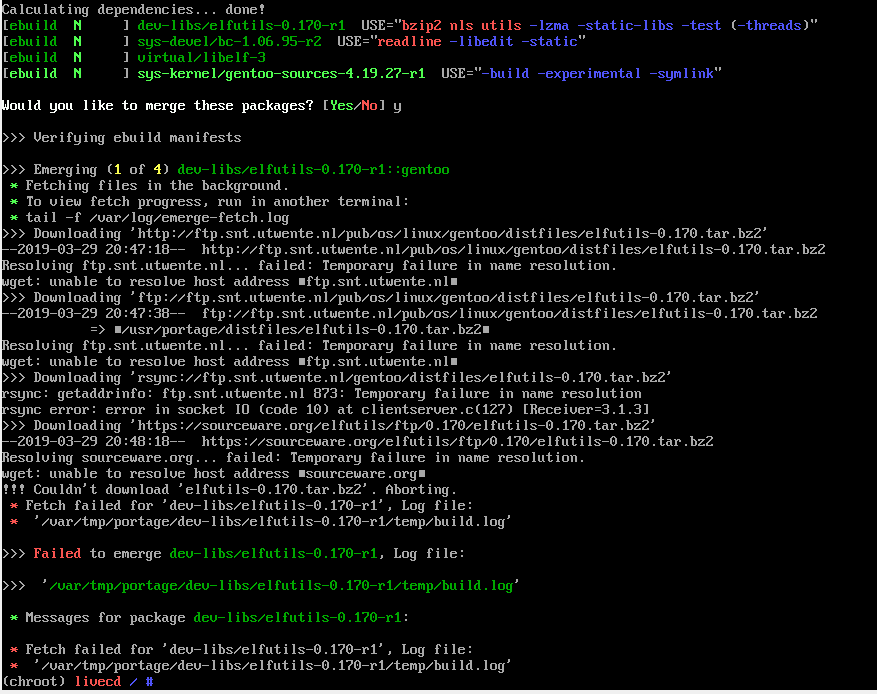 Calculating dependencies... done!
[ebuild  N     ] dev-libs/elfutils-0.170-r1  USE="bzip2 nls utils -lzma -static-libs -test (-threads)"
[ebuild  N     ] sys-devel/bc-1.06.95-r2  USE="readline -libedit -static"
[ebuild  N     ] virtual/libelf-3
[ebuild  N     ] sys-kernel/gentoo-sources-4.19.27-r1  USE="-build -experimental -symlink"
Would you like to merge these packages? [Yes/No] y
>>> Verifying ebuild manifests
>>> Emerging (1 of 4) dev-libs/elfutils-0.170-r1::gentoo
 * Fetching files in the background.
 * To view fetch progress, run in another terminal:
 * tail -f /var/log/emerge-fetch.log
>>> Downloading 'http://ftp.snt.utwente.nl/pub/os/linux/gentoo/distfiles/elfutils-0.170.tar.bz2'
--2019-03-29 20:47:18--  http://ftp.snt.utwente.nl/pub/os/linux/gentoo/distfiles/elfutils-0.170.tar.bz2
Resolving ftp.snt.utwente.nl... failed: Temporary failure in name resolution.
wget: unable to resolve host address ■ftp.snt.utwente.nl■
>>> Downloading 'ftp://ftp.snt.utwente.nl/pub/os/linux/gentoo/distfiles/elfutils-0.170.tar.bz2'
--2019-03-29 20:47:38--  ftp://ftp.snt.utwente.nl/pub/os/linux/gentoo/distfiles/elfutils-0.170.tar.bz2
           => ■/usr/portage/distfiles/elfutils-0.170.tar.bz2■
Resolving ftp.snt.utwente.nl... failed: Temporary failure in name resolution.
wget: unable to resolve host address ■ftp.snt.utwente.nl■
>>> Downloading 'rsync://ftp.snt.utwente.nl/gentoo/distfiles/elfutils-0.170.tar.bz2'
rsync: getaddrinfo: ftp.snt.utwente.nl 873: Temporary failure in name resolution
rsync error: error in socket IO (code 10) at clientserver.c(127) [Receiver=3.1.3]
>>> Downloading 'https://sourceware.org/elfutils/ftp/0.170/elfutils-0.170.tar.bz2'
--2019-03-29 20:48:18--  https://sourceware.org/elfutils/ftp/0.170/elfutils-0.170.tar.bz2
Resolving sourceware.org... failed: Temporary failure in name resolution.
wget: unable to resolve host address ■sourceware.org■
!!! Couldn't download 'elfutils-0.170.tar.bz2'. Aborting.
 * Fetch failed for 'dev-libs/elfutils-0.170-r1', Log file:
 *  '/var/tmp/portage/dev-libs/elfutils-0.170-r1/temp/build.log'
>>> Failed to emerge dev-libs/elfutils-0.170-r1, Log file:
>>>  '/var/tmp/portage/dev-libs/elfutils-0.170-r1/temp/build.log'
 * Messages for package dev-libs/elfutils-0.170-r1:
 * Fetch failed for 'dev-libs/elfutils-0.170-r1', Log file:
 *  '/var/tmp/portage/dev-libs/elfutils-0.170-r1/temp/build.log'
(chroot) livecd / #